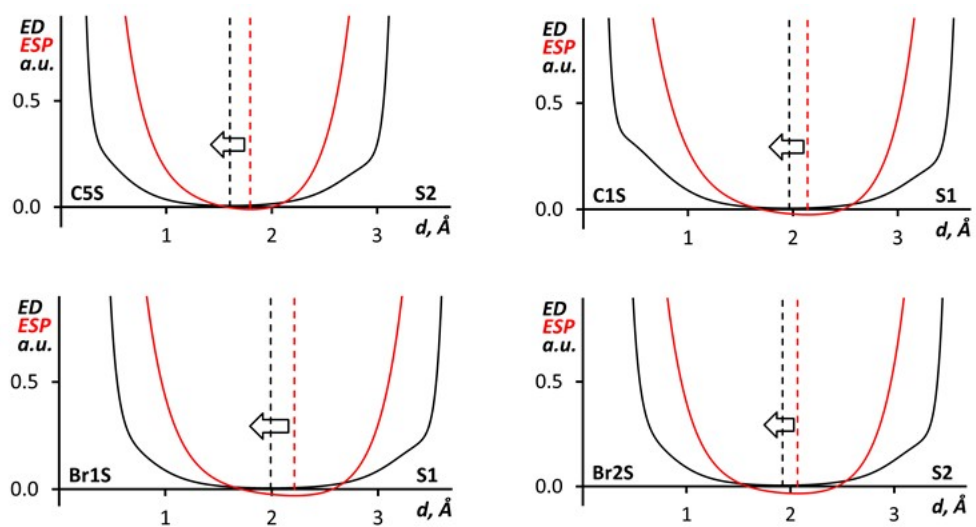 ED
ESP
a.u.
0.5
0.0
C5S
S2
1
2
3
d, Å
ED
ESP
a.u.
0.5
0.0
C1S
S1
1
2
3
d, Å
ED
ESP
a.u.
0.5
0.0
Br1S
S1
1
2
3
d, Å
ED
ESP
a.u.
0.5
0.0
Br2S
S2
1
2
3
d, Å